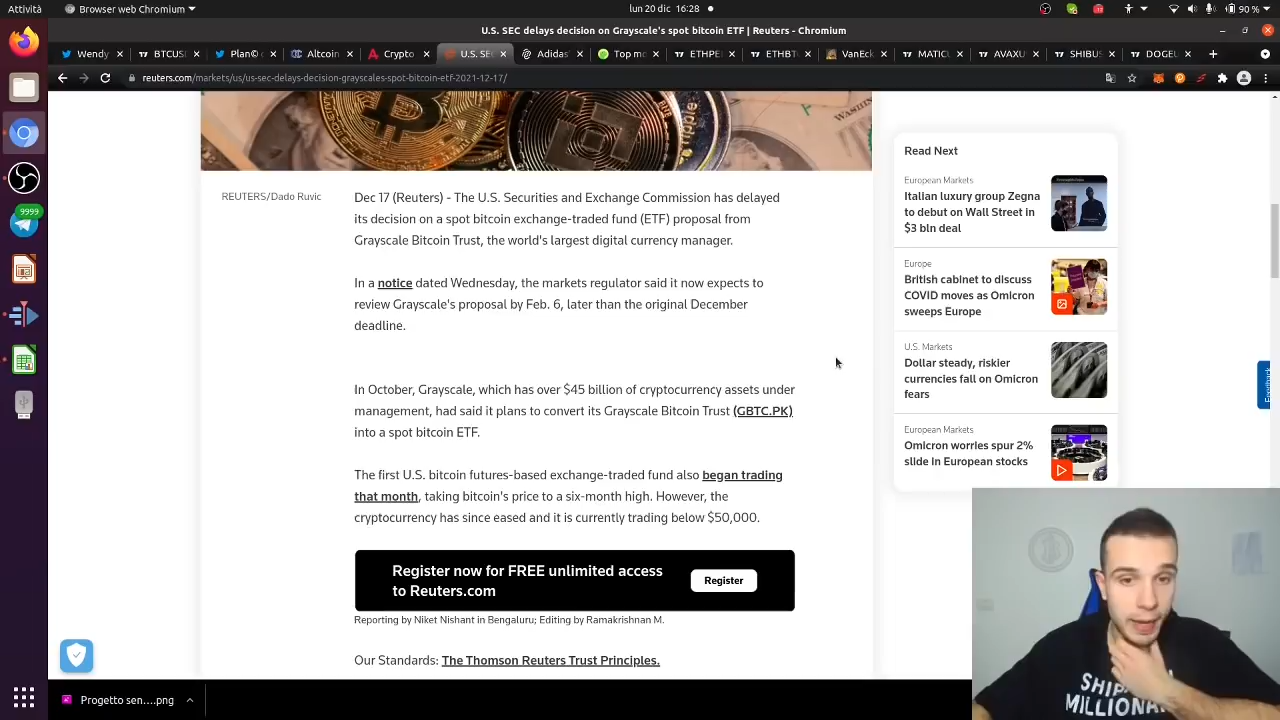 Attività
Browser web Chromium
lun 20 dic 16:28
90 %
U.S. SEC delays decision on Grayscale's spot bitcoin ETF | Reuters - Chromium
Wendy
BTCUS
Plan©
Altcoin
Crypto
U.S. SE
Adidas
Top m
ETHPE
ETHBT
VanEck
MATIC
AVAXU
SHIBUS
DOGE
reuters.com/markets/us/us-sec-delays-decision-grayscales-spot-bitcoin-etf-2021-12-17/
9999
REUTERS/Dado Ruvic
Dec 17 (Reuters) - The U.S. Securities and Exchange Commission has delayed
its decision on a spot bitcoin exchange-traded fund (ETF) proposal from
Grayscale Bitcoin Trust, the world's largest digital currency manager.
In a notice dated Wednesday, the markets regulator said it now expects to
review Grayscale's proposal by Feb. 6, later than the original December
deadline.
In October, Grayscale, which has over $45 billion of cryptocurrency assets under
management, had said it plans to convert its Grayscale Bitcoin Trust (GBTC.PK)
into a spot bitcoin ETF.
The first U.S. bitcoin futures-based exchange-traded fund also began trading
that month, taking bitcoin's price to a six-month high. However, the
cryptocurrency has since eased and it is currently trading below $50,000.
Register now for FREE unlimited access
to Reuters.com
Register
Reporting by Niket Nishant in Bengaluru; Editing by Ramakrishnan M.
Our Standards: The Thomson Reuters Trust Principles.
Read Next
European Markets
Italian luxury group Zegna
to debut on Wall Street in
$3 bln deal
Europe
British cabinet to discuss
COVID moves as Omicron
sweeps Europe
U.S. Markets
Dollar steady, riskier
currencies fall on Omicron
fears
European Markets
Omicron worries spur 2%
slide in European stocks
Feedback
Progetto sen....png
MILLIONA